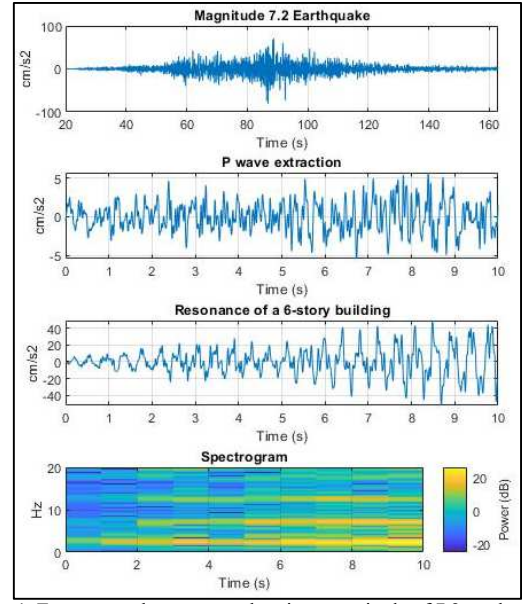 Magnitude 7.2 Earthquake
100
0
-100
cm/s2
20 40 60 80 100 120 140 160
Time (s)
P wave extraction
5
0
-5
cm/s2
0 1 2 3 4 5 6 7 8 9 10
Time (s)
Resonance of a 6-story building
40
20
0
-20
-40
cm/s2
0 1 2 3 4 5 6 7 8 9 10
Time (s)
Spectrogram
20
10
0
Hz
0 2 4 6 8 10
Time (s)
20
0
-20
Power (dB)